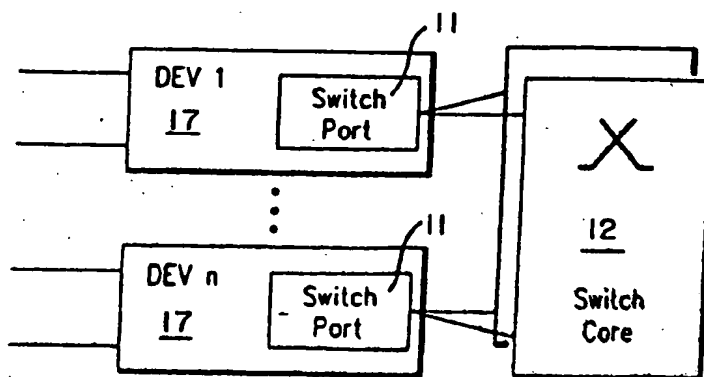 11
DEV 1
17
Switch
Port
11
DEV n
17
Switch
Port
12
Switch
Core